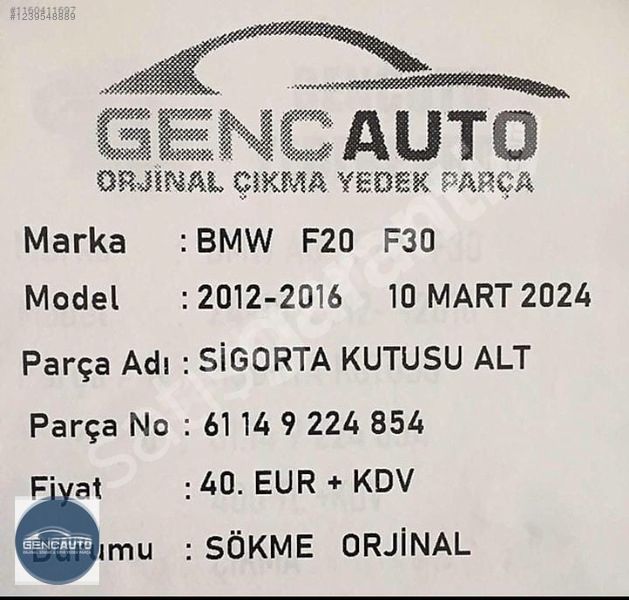 #1160411697
#1239548889
GENCAUTO
ORJİNAL ÇIKMA YEDEK PARÇA
Marka : BMW F20 F30
Model : 2012-2016 10 MART 2024
Parça Adı : SİGORTA KUTUSU ALT
Parça No : 61 14 9 224 854
Fiyat : 40. EUR + KDV
Durumu : SÖKME ORJİNAL
GENCAUTO